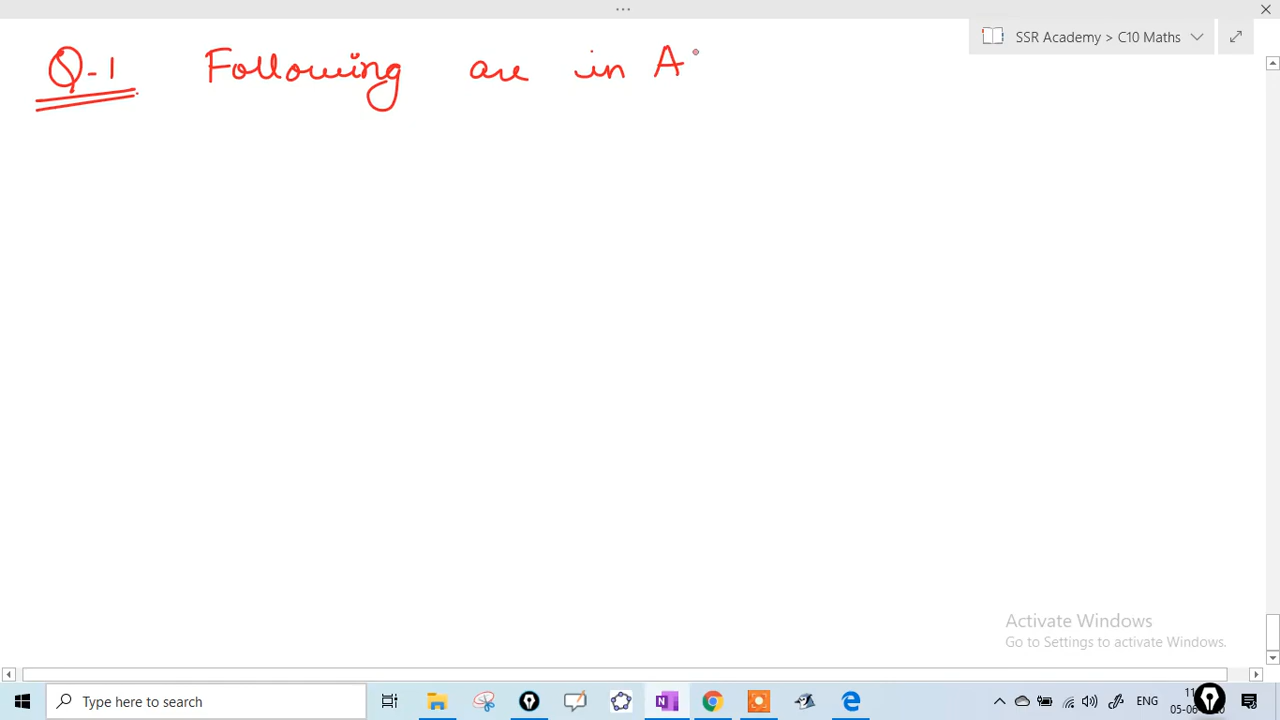 SSR Academy > C10 Maths
Q-1 Following are in A
Activate Windows
Go to Settings to activate Windows.
Type here to search
ENG